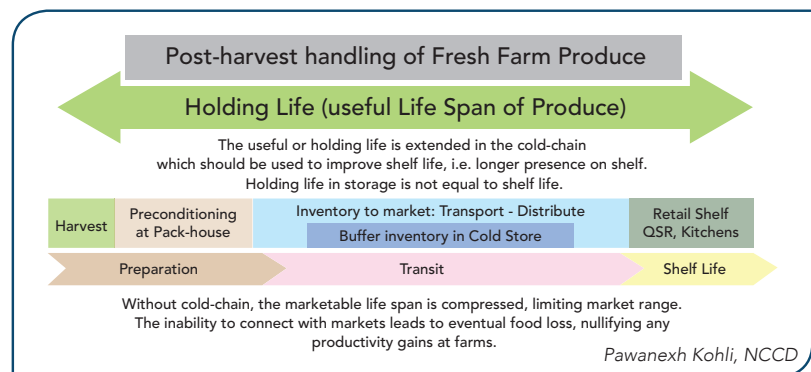 Post-harvest handling of Fresh Farm Produce
Holding Life (useful Life Span of Produce)
The useful or holding life is extended in the cold-chain
which should be used to improve shelf life, i.e. longer presence on shelf.
Holding life in storage is not equal to shelf life.
Harvest
Preconditioning
at Pack-house
Inventory to market: Transport - Distribute
Buffer inventory in Cold Store
Retail Shelf
QSR, Kitchens
Preparation
Transit
Shelf Life
Without cold-chain, the marketable life span is compressed, limiting market range.
The inability to connect with markets leads to eventual food loss, nullifying any
productivity gains at farms.
Pawanexh Kohli, NCCD